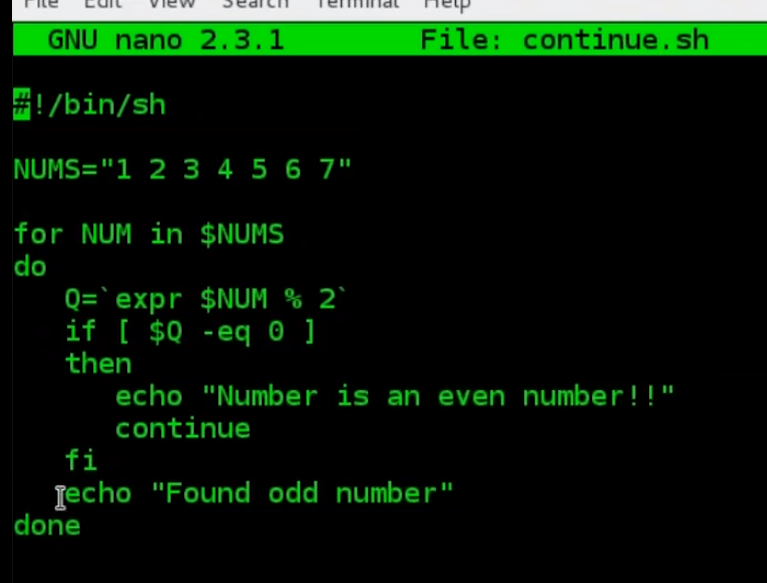 File Edit View Search Terminal Help
GNU nano 2.3.1 File: continue.sh
#!/bin/sh
NUMS="1 2 3 4 5 6 7"
for NUM in $NUMS
do
Q=`expr $NUM % 2`
if [ $Q -eq 0 ]
then
echo "Number is an even number!!"
continue
fi
echo "Found odd number"
done